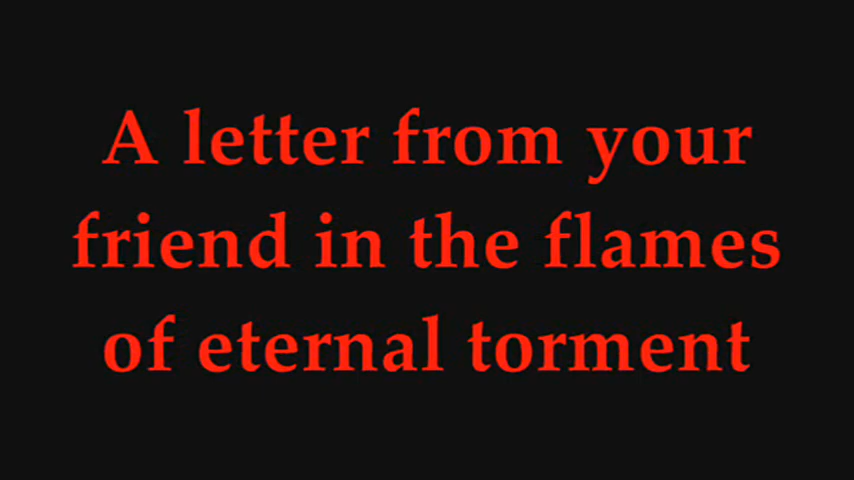 A letter from your
friend in the flames
of eternal torment